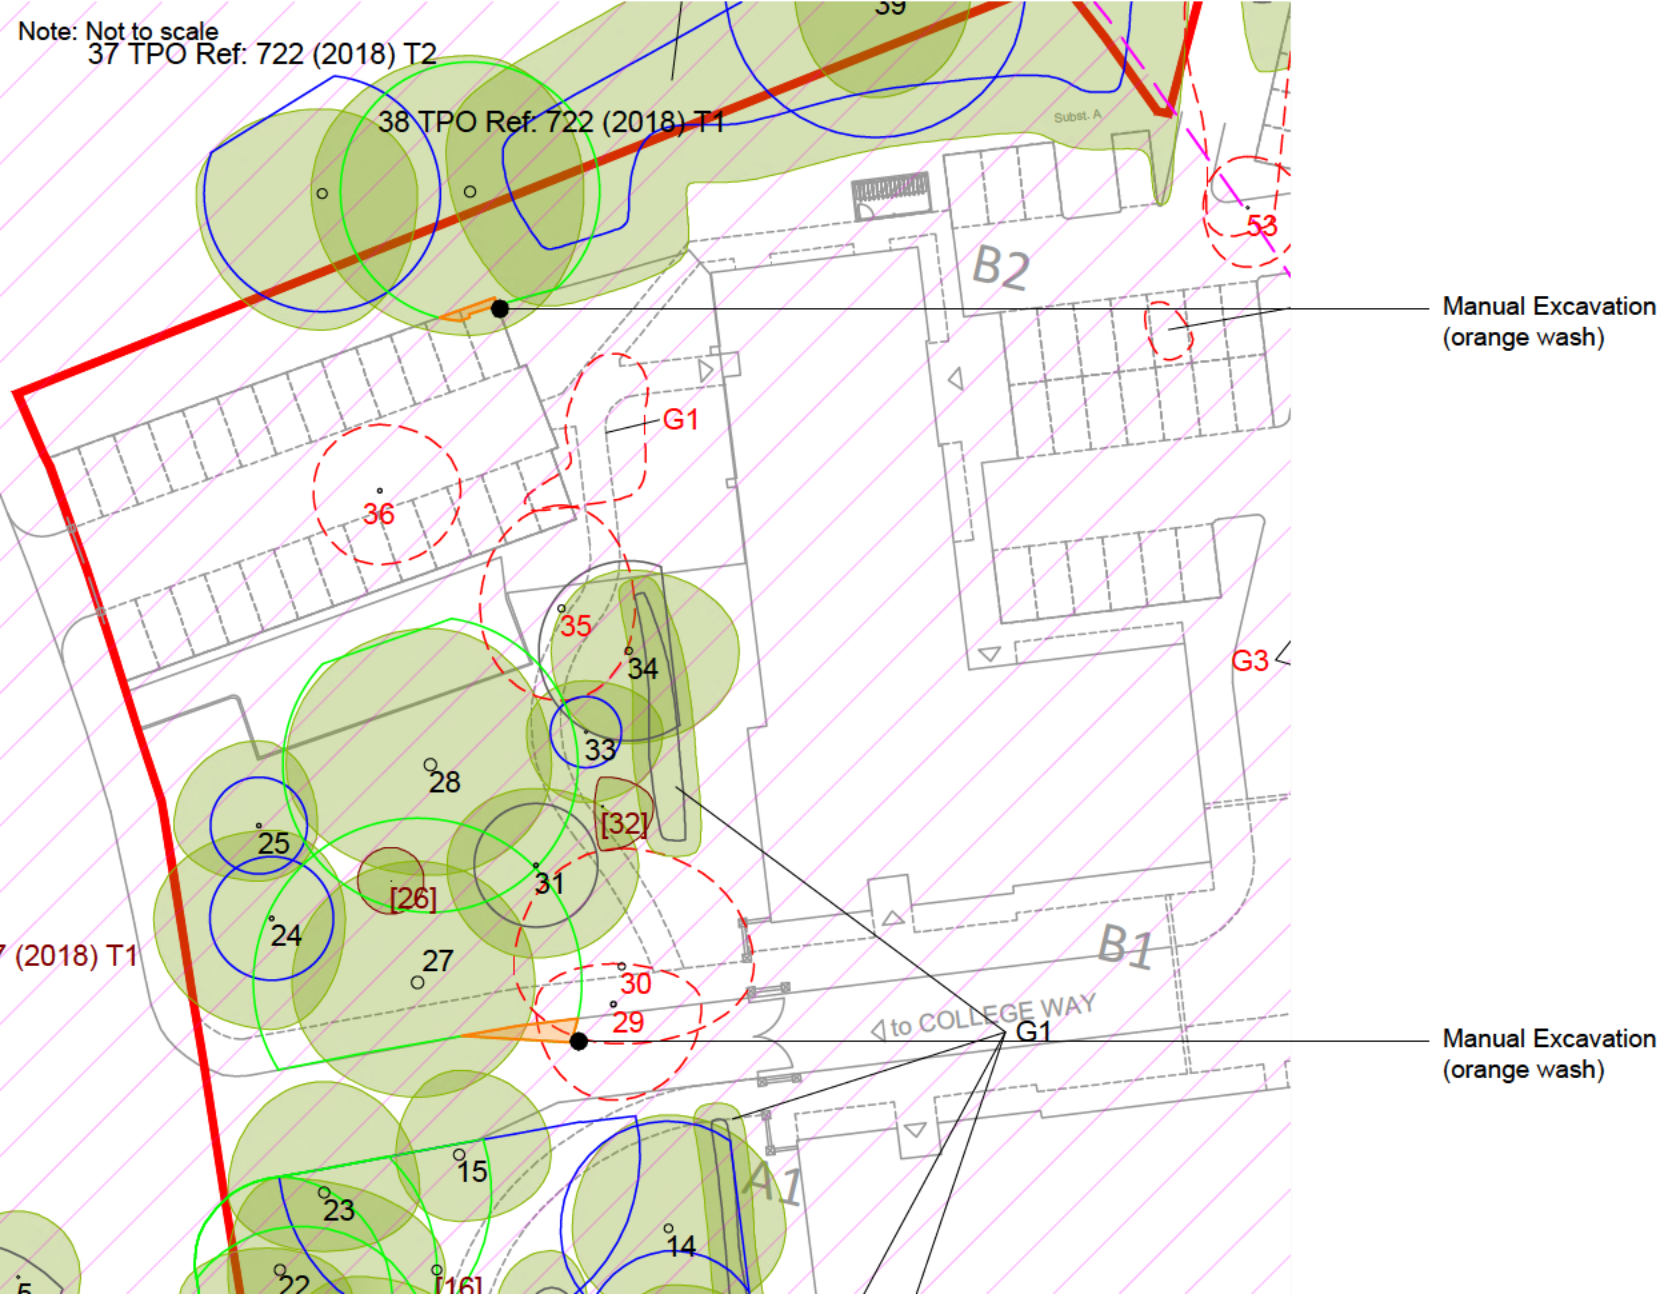 39
Note: Not to scale
37 TPO Ref: 722 (2018) T2
38 TPO Ref: 722 (2018) T1
Subst. A
53
B2
Manual Excavation
(orange wash)
G1
36
35
34
G3
33
28
[32]
25
31
[26]
24
27
7 (2018) T1
B1
30
29
to COLLEGE WAY
G1
Manual Excavation
(orange wash)
15
A1
23
14
22
[16]
5